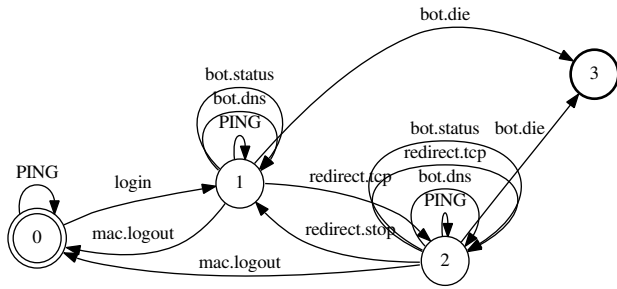 bot.die
3
bot.status
bot.dns
PING
bot.status
bot.die
redirect.tcp
PING
login
1
redirect.tcp
bot.dns
PING
0
mac.logout
redirect.stop
2
mac.logout